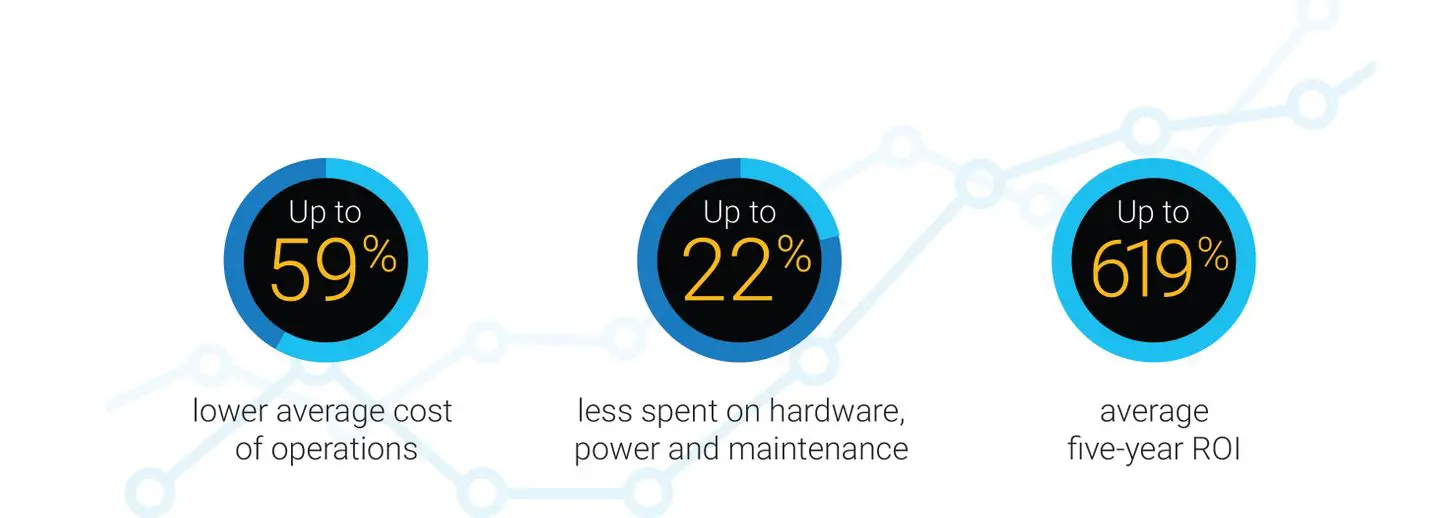 Up to
59%
lower average cost
of operations
Up to
22%
less spent on hardware,
power and maintenance
Up to
619%
average
five-year ROI